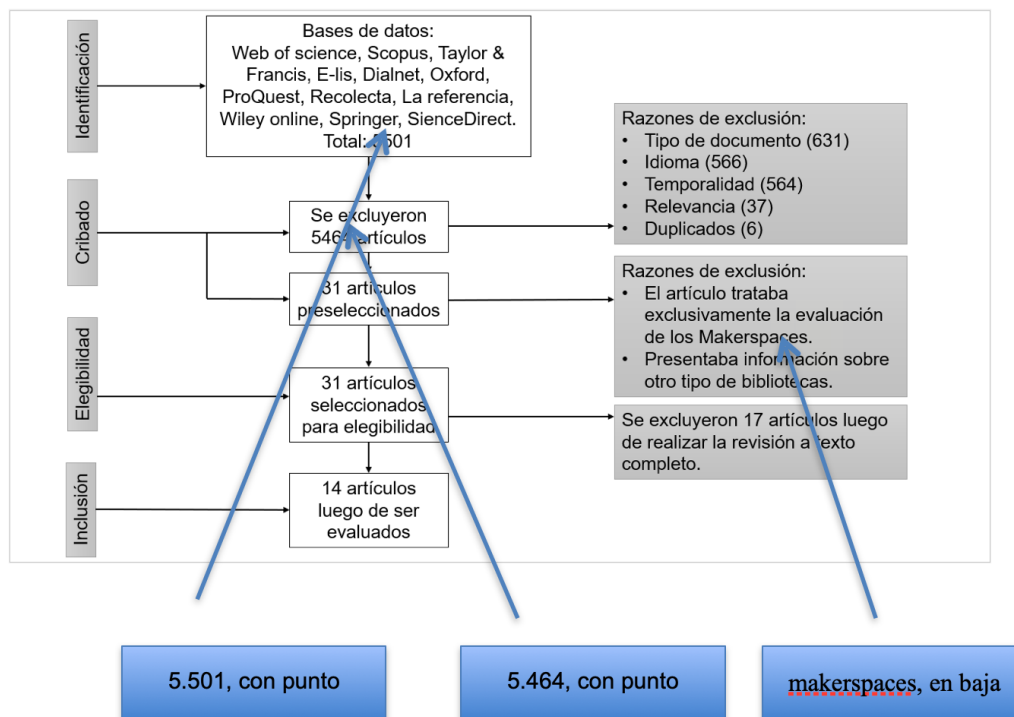 Identificación
Bases de datos:
Web of science, Scopus, Taylor &
Francis, E-lis, Dialnet, Oxford,
ProQuest, Recolecta, La referencia,
Wiley online, Springer, SienceDirect.
Total: 5501
Razones de exclusión:
• Tipo de documento (631)
• Idioma (566)
• Temporalidad (564)
• Relevancia (37)
• Duplicados (6)
Cribado
Se excluyeron
5464 artículos
31 artículos
preseleccionados
Razones de exclusión:
• El artículo trataba
exclusivamente la evaluación
de los Makerspaces.
• Presentaba información sobre
otro tipo de bibliotecas.
Elegibilidad
31 artículos
seleccionados
para elegibilidad
Se excluyeron 17 artículos luego
de realizar la revisión a texto
completo.
Inclusión
14 artículos
luego de ser
evaluados
5.501, con punto
5.464, con punto
makerspaces, en baja